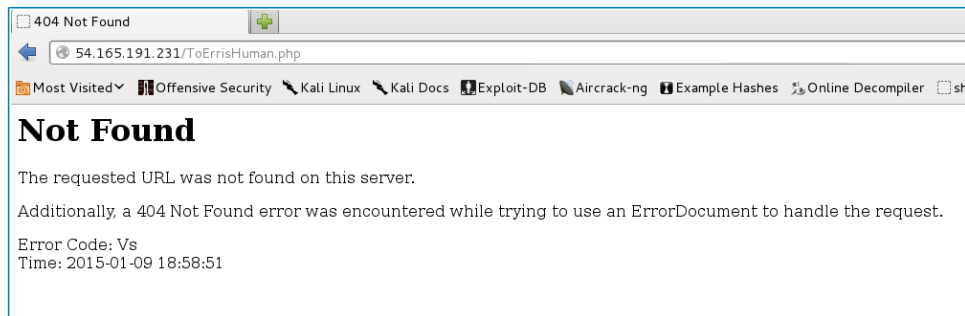 404 Not Found
54.165.191.231/ToErrisHuman.php
Most Visited Offensive Security Kali Linux Kali Docs Exploit-DB Aircrack-ng Example Hashes Online Decompiler sh
Not Found
The requested URL was not found on this server.
Additionally, a 404 Not Found error was encountered while trying to use an ErrorDocument to handle the request.
Error Code: Vs
Time: 2015-01-09 18:58:51